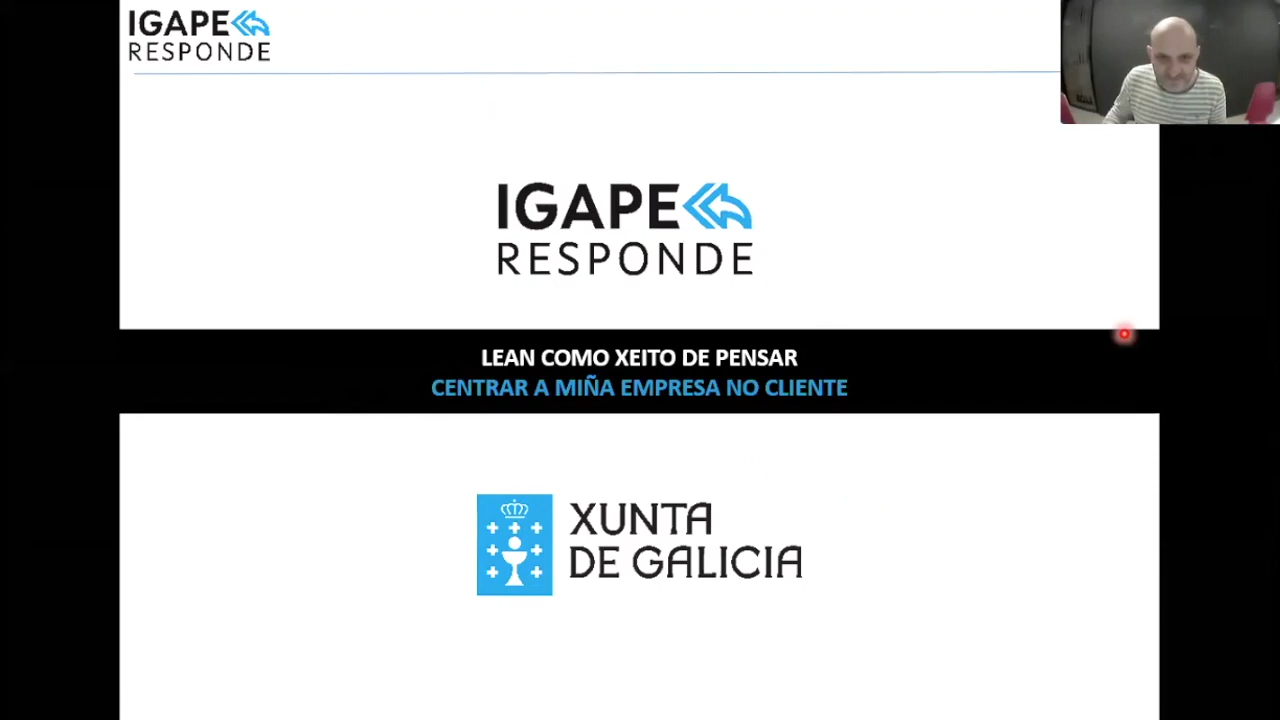 IGAPE
RESPONDE
IGAPE
RESPONDE
LEAN COMO XEITO DE PENSAR
CENTRAR A MIÑA EMPRESA NO CLIENTE
XUNTA
DE GALICIA